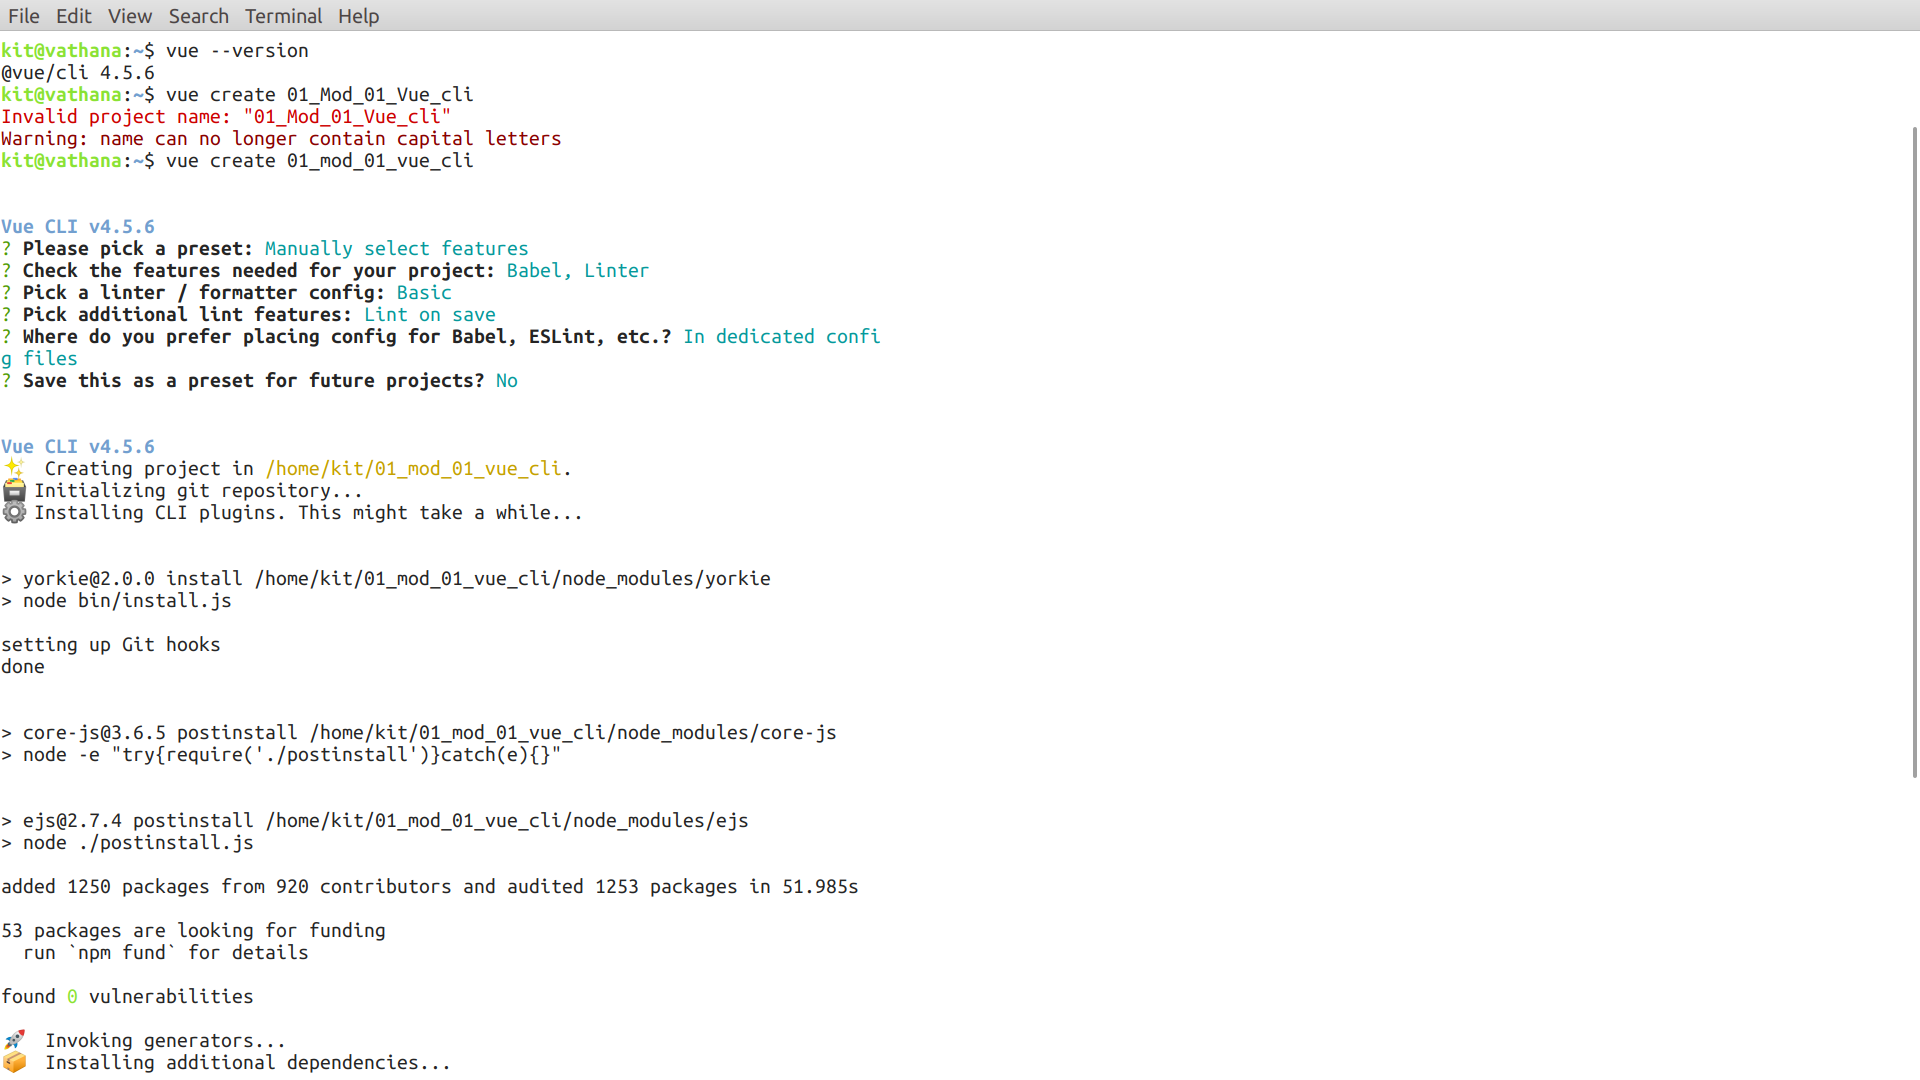 File Edit View Search Terminal Help
kit@vathana:~$ vue --version
@vue/cli 4.5.6
kit@vathana:~$ vue create 01_Mod_01_Vue_cli
Invalid project name: "01_Mod_01_Vue_cli"
Warning: name can no longer contain capital letters
kit@vathana:~$ vue create 01_mod_01_vue_cli
Vue CLI v4.5.6
? Please pick a preset: Manually select features
? Check the features needed for your project: Babel, Linter
? Pick a linter / formatter config: Basic
? Pick additional lint features: Lint on save
? Where do you prefer placing config for Babel, ESLint, etc.? In dedicated confi
g files
? Save this as a preset for future projects? No
Vue CLI v4.5.6
✨  Creating project in /home/kit/01_mod_01_vue_cli.
🗃 Initializing git repository...
⚙ Installing CLI plugins. This might take a while...
> yorkie@2.0.0 install /home/kit/01_mod_01_vue_cli/node_modules/yorkie
> node bin/install.js
setting up Git hooks
done
> core-js@3.6.5 postinstall /home/kit/01_mod_01_vue_cli/node_modules/core-js
> node -e "try{require('./postinstall')}catch(e){}"
> ejs@2.7.4 postinstall /home/kit/01_mod_01_vue_cli/node_modules/ejs
> node ./postinstall.js
added 1250 packages from 920 contributors and audited 1253 packages in 51.985s
53 packages are looking for funding
  run `npm fund` for details
found 0 vulnerabilities
🚀  Invoking generators...
📦  Installing additional dependencies...